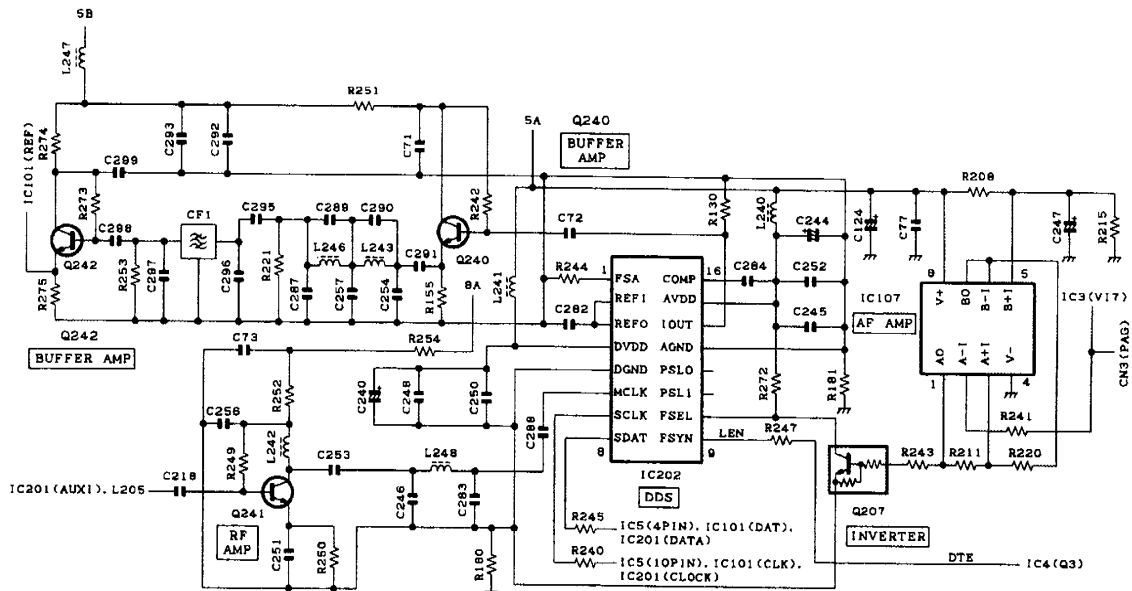 5B
L247
R251
Q240
BUFFER
AMP
5A
R274
C293
C292
C71
IC101(REF)
C299
R273
R242
R208
CF1
C295
C289
C290
C72
R130
L240
C244
C124
C77
C247
R215
C298
Q242
R253
C297
C296
R221
L246
L243
C291
Q240
L241
R244
1
FSA
COMP
16
C284
C252
8
5
R275
C287
C257
C254
R155
8A
C282
REFI
AVDD
C245
IC107
AF AMP
V+
BO
B-I
B+I
IC3(VI7)
REFO
IOUT
Q242
BUFFER AMP
C73
R254
DVDD
AGND
AO
A-I
A+I
V-
CN3(PAG)
DGND
PSL0
1
4
R252
C240
C248
C250
MCLK
PSL1
R272
R181
R241
C256
C288
SCLK
FSEL
R249
L242
C253
L248
SDAT
FSYN
LEN
R247
R243
R211
R220
8
9
IC201(AUXI). L205
C218
IC202
DDS
Q241
RF
AMP
C246
C283
Q207
INVERTER
R245
IC5(4PIN). IC101(DAT).
IC201(DATA)
C251
R250
R180
R240
IC5(10PIN). IC101(CLK).
IC201(CLOCK)
DTE
IC4(Q3)